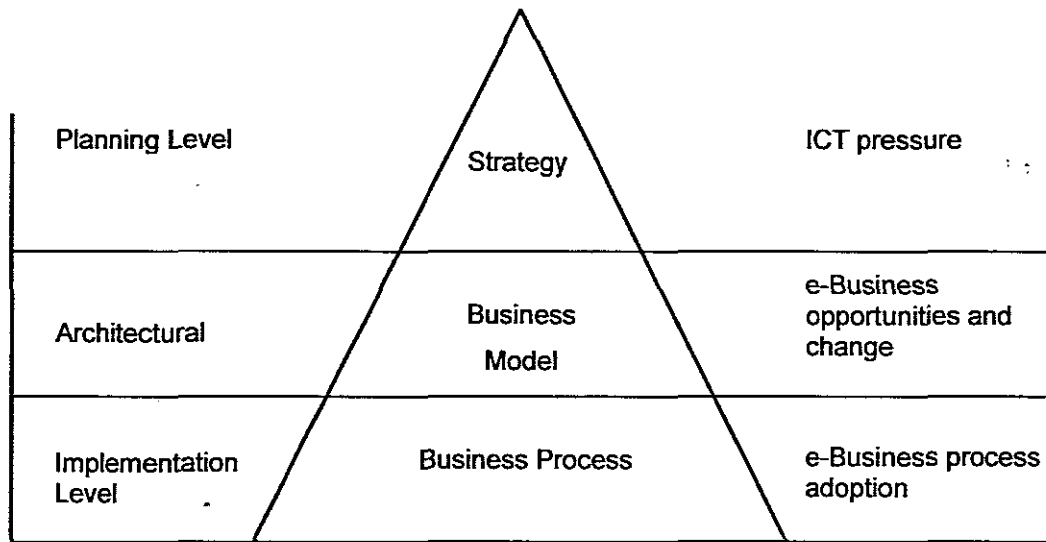 Planning Level
Strategy
ICT pressure
Architectural
Business
Model
e-Business
opportunities and
change
Implementation
Level
Business Process
e-Business process
adoption